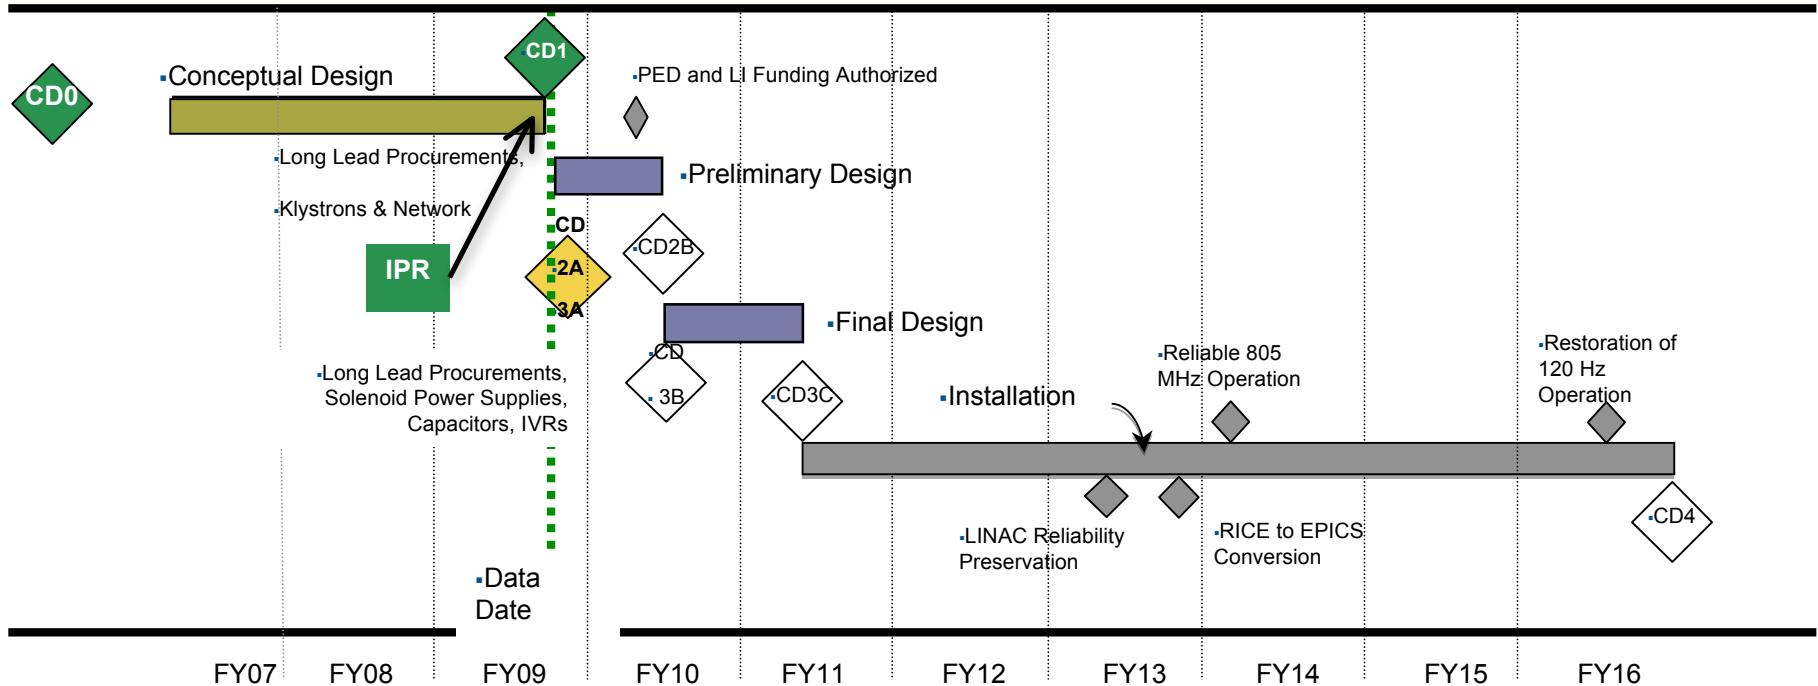 CD1
▪Conceptual Design
▪PED and LI Funding Authorized
CD0
▪Long Lead Procurements,
▪Klystrons & Network
▪Preliminary Design
CD
▪2A
3A
▪CD2B
IPR
▪Final Design
▪CD
▪ 3B
▪Long Lead Procurements,
Solenoid Power Supplies,
Capacitors, IVRs
▪CD3C
▪Installation
▪Reliable 805
MHz Operation
▪Restoration of
120 Hz
Operation
▪LINAC Reliability
Preservation
▪RICE to EPICS
Conversion
▪CD4
▪Data
Date
FY07 FY08 FY09 FY10 FY11 FY12 FY13 FY14 FY15 FY16